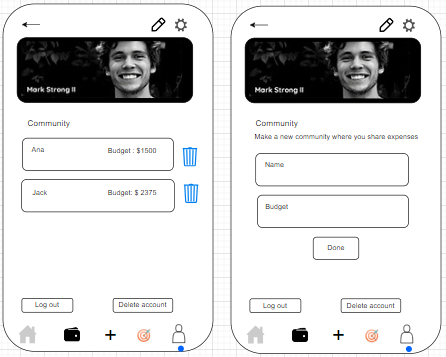 Mark Strong II
Community
Ana Budget : $1500
Jack Budget: $ 2375
Log out Delete account
Mark Strong II
Community
Make a new community where you share expenses
Name
Budget
Done
Log out Delete account